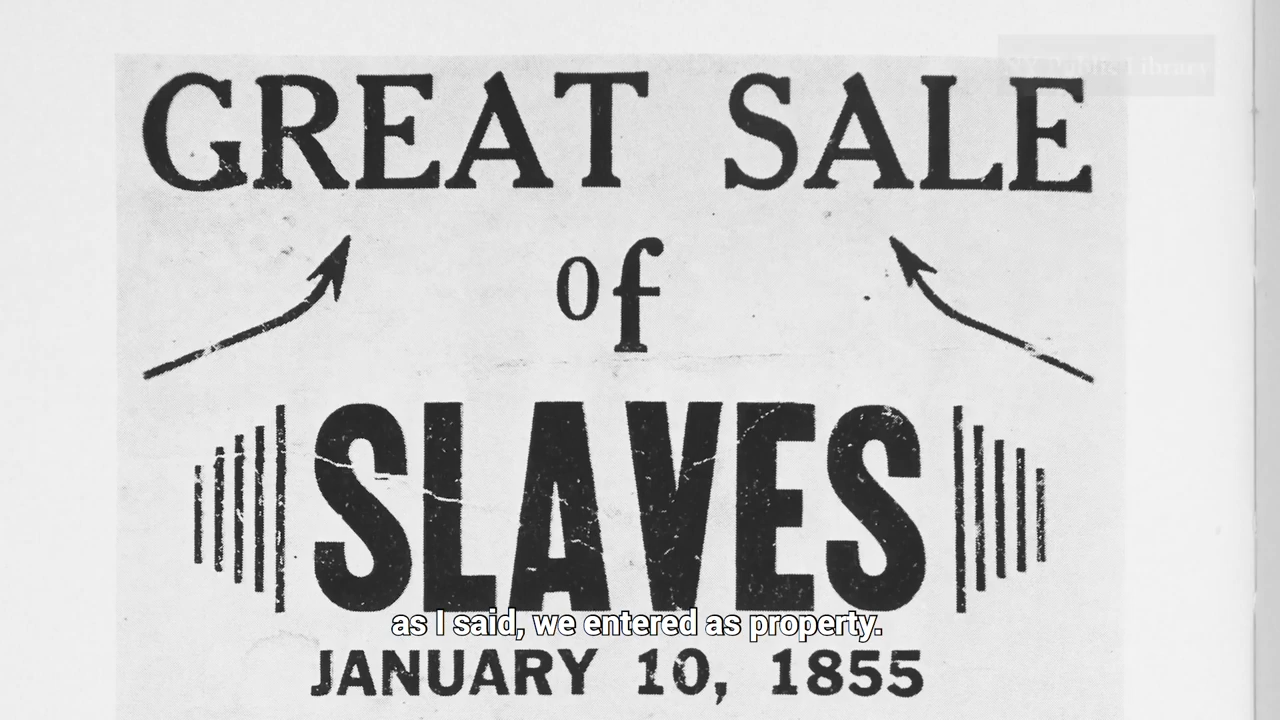 GREAT SALE
of
SLAVES
as I said, we entered as property.
JANUARY 10, 1855